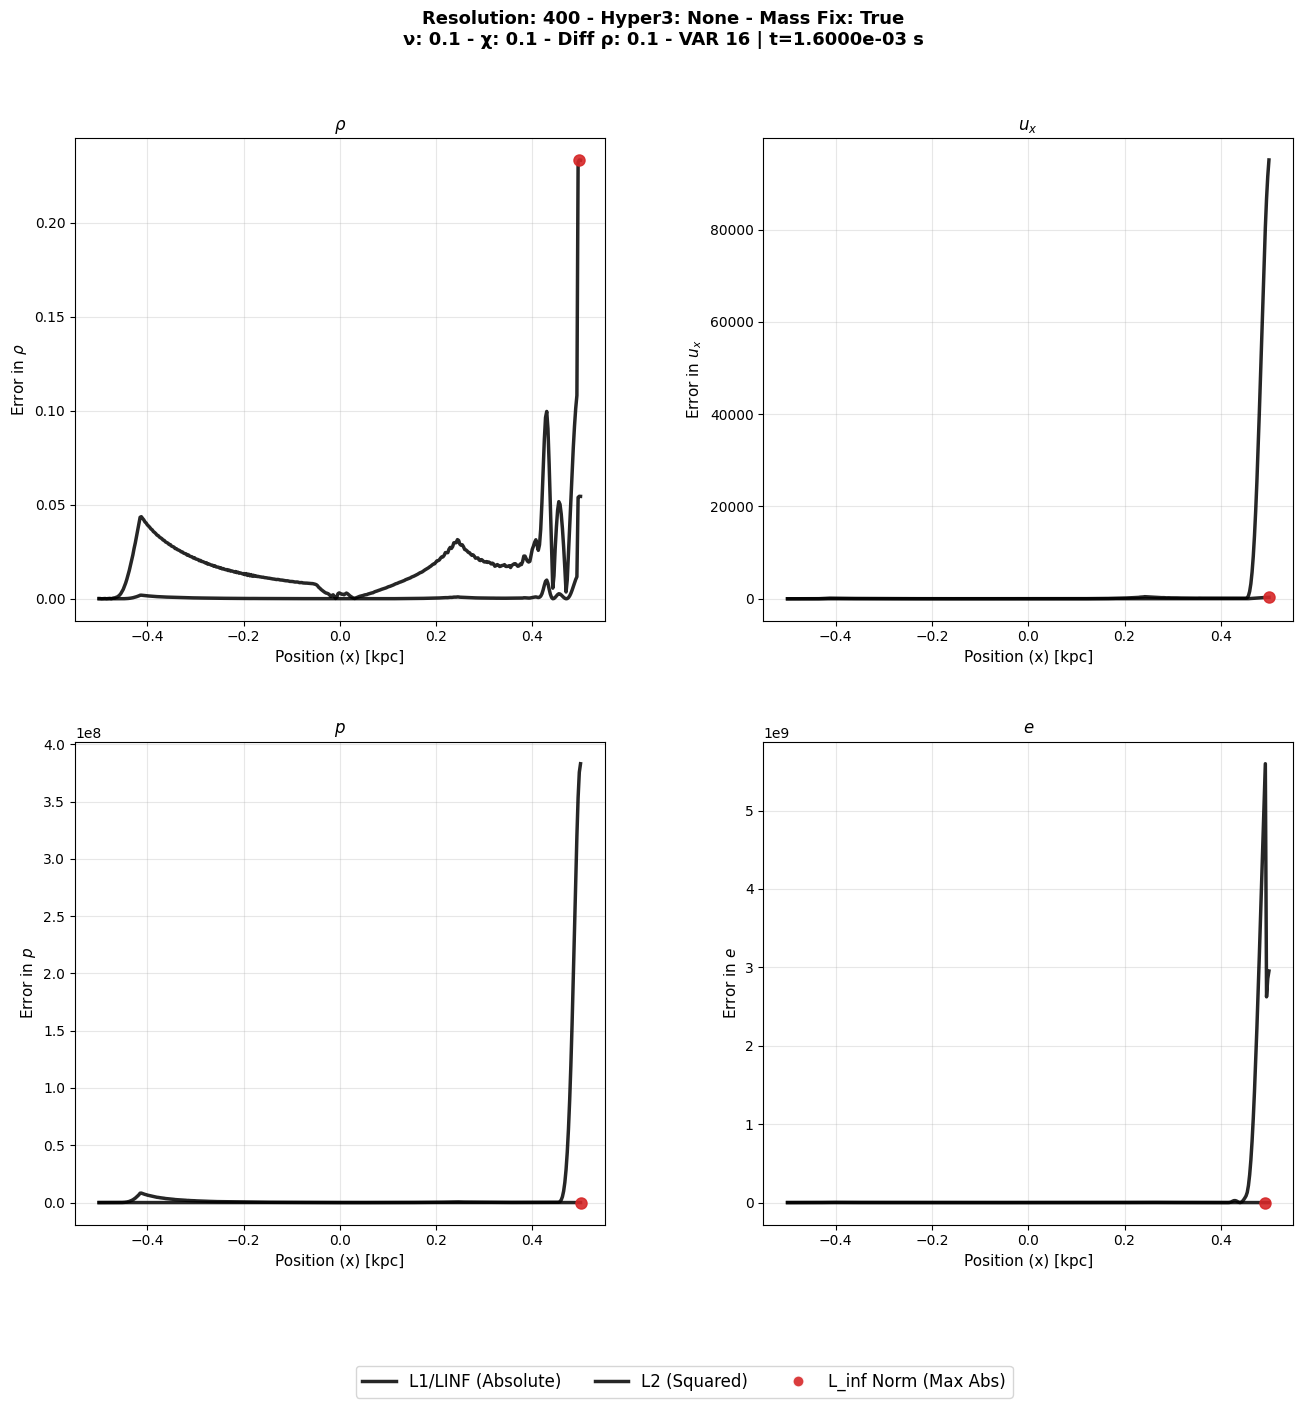 Resolution: 400 - Hyper3: None - Mass Fix: True
ν: 0.1 - χ: 0.1 - Diff ρ: 0.1 - VAR 16 | t=1.6000e-03 s
ρ
Error in ρ
0.20
0.15
0.10
0.05
0.00
−0.4 −0.2 0.0 0.2 0.4
Position (x) [kpc]
u_x
Error in u_x
80000
60000
40000
20000
0
−0.4 −0.2 0.0 0.2 0.4
Position (x) [kpc]
p
1e8
Error in p
4.0
3.5
3.0
2.5
2.0
1.5
1.0
0.5
0.0
−0.4 −0.2 0.0 0.2 0.4
Position (x) [kpc]
e
1e9
Error in e
5
4
3
2
1
0
−0.4 −0.2 0.0 0.2 0.4
Position (x) [kpc]
L1/LINF (Absolute) L2 (Squared) L_inf Norm (Max Abs)